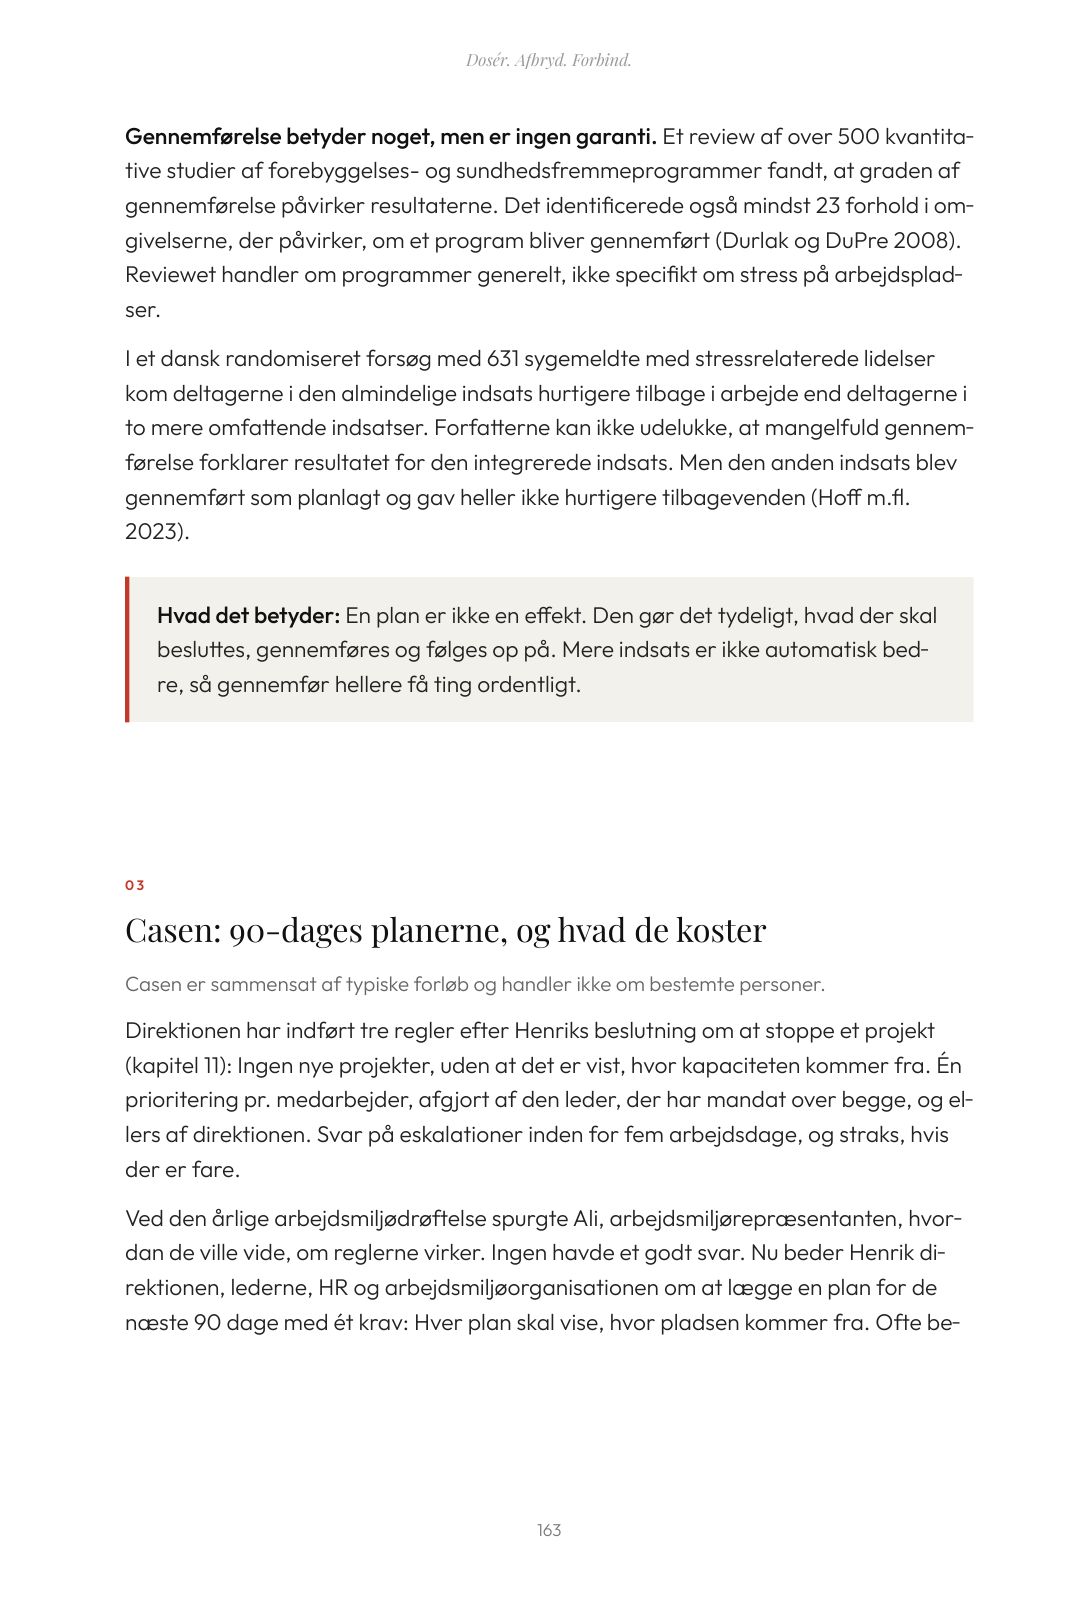 Dosér. Afbryd. Forbind.
Gennemførelse betyder noget, men er ingen garanti. Et review af over 500 kvantita-
tive studier af forebyggelses- og sundhedsfremmeprogrammer fandt, at graden af
gennemførelse påvirker resultaterne. Det identificerede også mindst 23 forhold i om-
givelserne, der påvirker, om et program bliver gennemført (Durlak og DuPre 2008).
Reviewet handler om programmer generelt, ikke specifikt om stress på arbejdsplad-
ser.
I et dansk randomiseret forsøg med 631 sygemeldte med stressrelaterede lidelser
kom deltagerne i den almindelige indsats hurtigere tilbage i arbejde end deltagerne i
to mere omfattende indsatser. Forfatterne kan ikke udelukke, at mangelfuld gennem-
førelse forklarer resultatet for den integrerede indsats. Men den anden indsats blev
gennemført som planlagt og gav heller ikke hurtigere tilbagevenden (Hoff m.fl.
2023).
Hvad det betyder: En plan er ikke en effekt. Den gør det tydeligt, hvad der skal
besluttes, gennemføres og følges op på. Mere indsats er ikke automatisk bed-
re, så gennemfør hellere få ting ordentligt.
03
Casen: 90-dages planerne, og hvad de koster
Casen er sammensat af typiske forløb og handler ikke om bestemte personer.
Direktionen har indført tre regler efter Henriks beslutning om at stoppe et projekt
(kapitel 11): Ingen nye projekter, uden at det er vist, hvor kapaciteten kommer fra. Én
prioritering pr. medarbejder, afgjort af den leder, der har mandat over begge, og el-
lers af direktionen. Svar på eskalationer inden for fem arbejdsdage, og straks, hvis
der er fare.
Ved den årlige arbejdsmiljødrøftelse spurgte Ali, arbejdsmiljørepræsentanten, hvor-
dan de ville vide, om reglerne virker. Ingen havde et godt svar. Nu beder Henrik di-
rektionen, lederne, HR og arbejdsmiljøorganisationen om at lægge en plan for de
næste 90 dage med ét krav: Hver plan skal vise, hvor pladsen kommer fra. Ofte be-
163